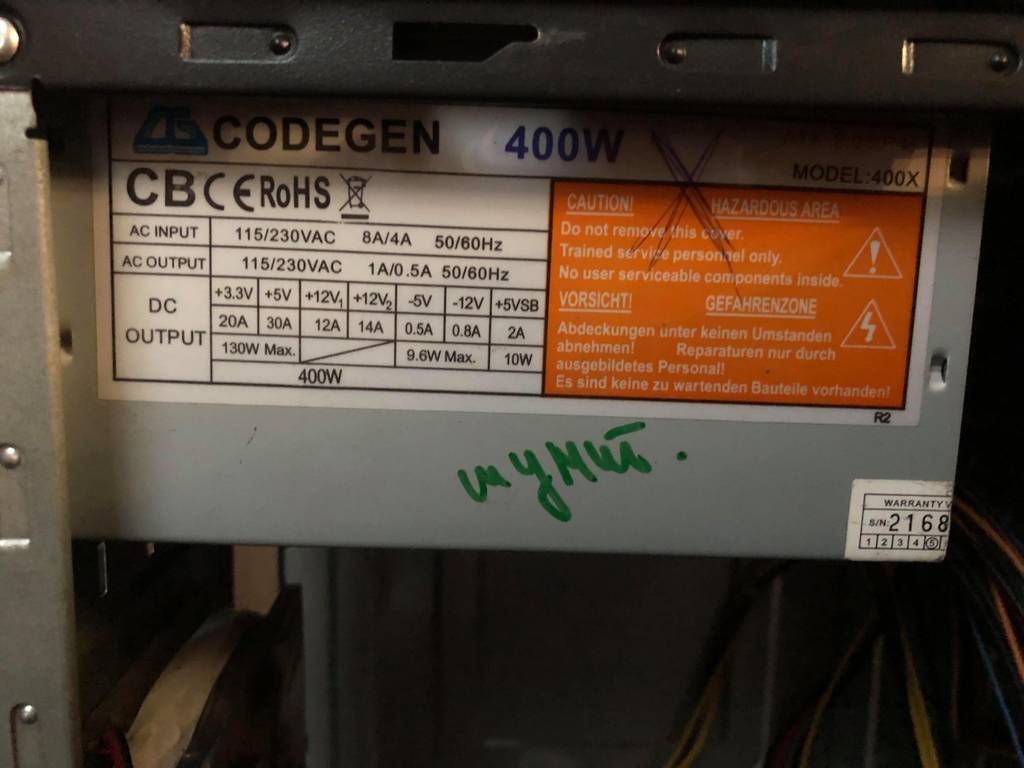 CODEGEN 400W
MODEL:400X
CB CE RoHS
AC INPUT 115/230VAC 8A/4A 50/60Hz
AC OUTPUT 115/230VAC 1A/0.5A 50/60Hz
DC OUTPUT
+3.3V +5V +12V₁ +12V₂ -5V -12V +5VSB
20A 30A 12A 14A 0.5A 0.8A 2A
130W Max. 9.6W Max. 10W
400W
CAUTION! HAZARDOUS AREA
Do not remove this cover.
Trained service personnel only.
No user serviceable components inside.
VORSICHT! GEFAHRENZONE
Abdeckungen unter keinen Umstanden
abnehmen! Reparaturen nur durch
ausgebildetes Personal!
Es sind keine zu wartenden Bauteile vorhanden!
R2
шумит.
WARRANTY V
S/N: 2168
1 2 3 4 5